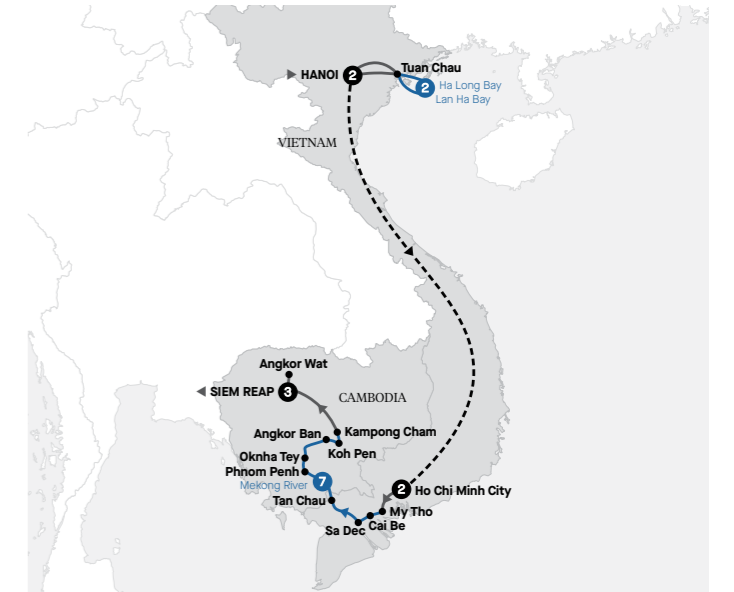 Tuan Chau
HANOI 2
2 Ha Long Bay
Lan Ha Bay
VIETNAM
Angkor Wat
SIEM REAP 3
CAMBODIA
Angkor Ban
Kampong Cham
Koh Pen
Oknha Tey
Phnom Penh
Mekong River 7
2 Ho Chi Minh City
Tan Chau
My Tho
Cai Be
Sa Dec